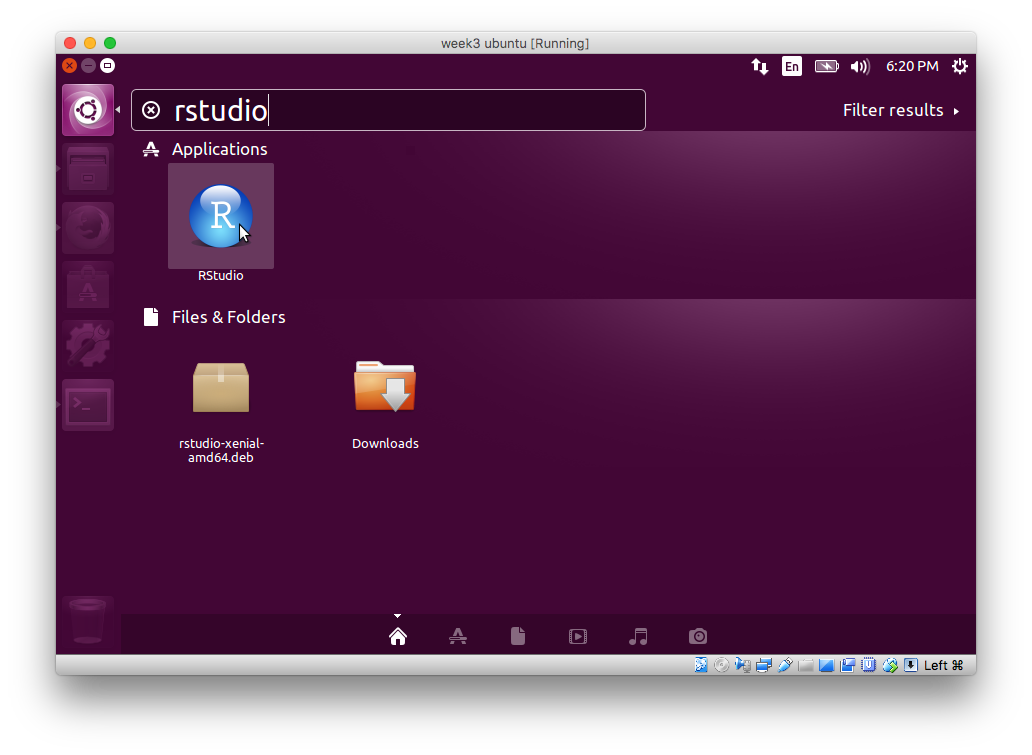 week3 ubuntu [Running]
En
6:20 PM
rstudio
Filter results
Applications
R
RStudio
Files & Folders
rstudio-xenial-
amd64.deb
Downloads
Left ⌘